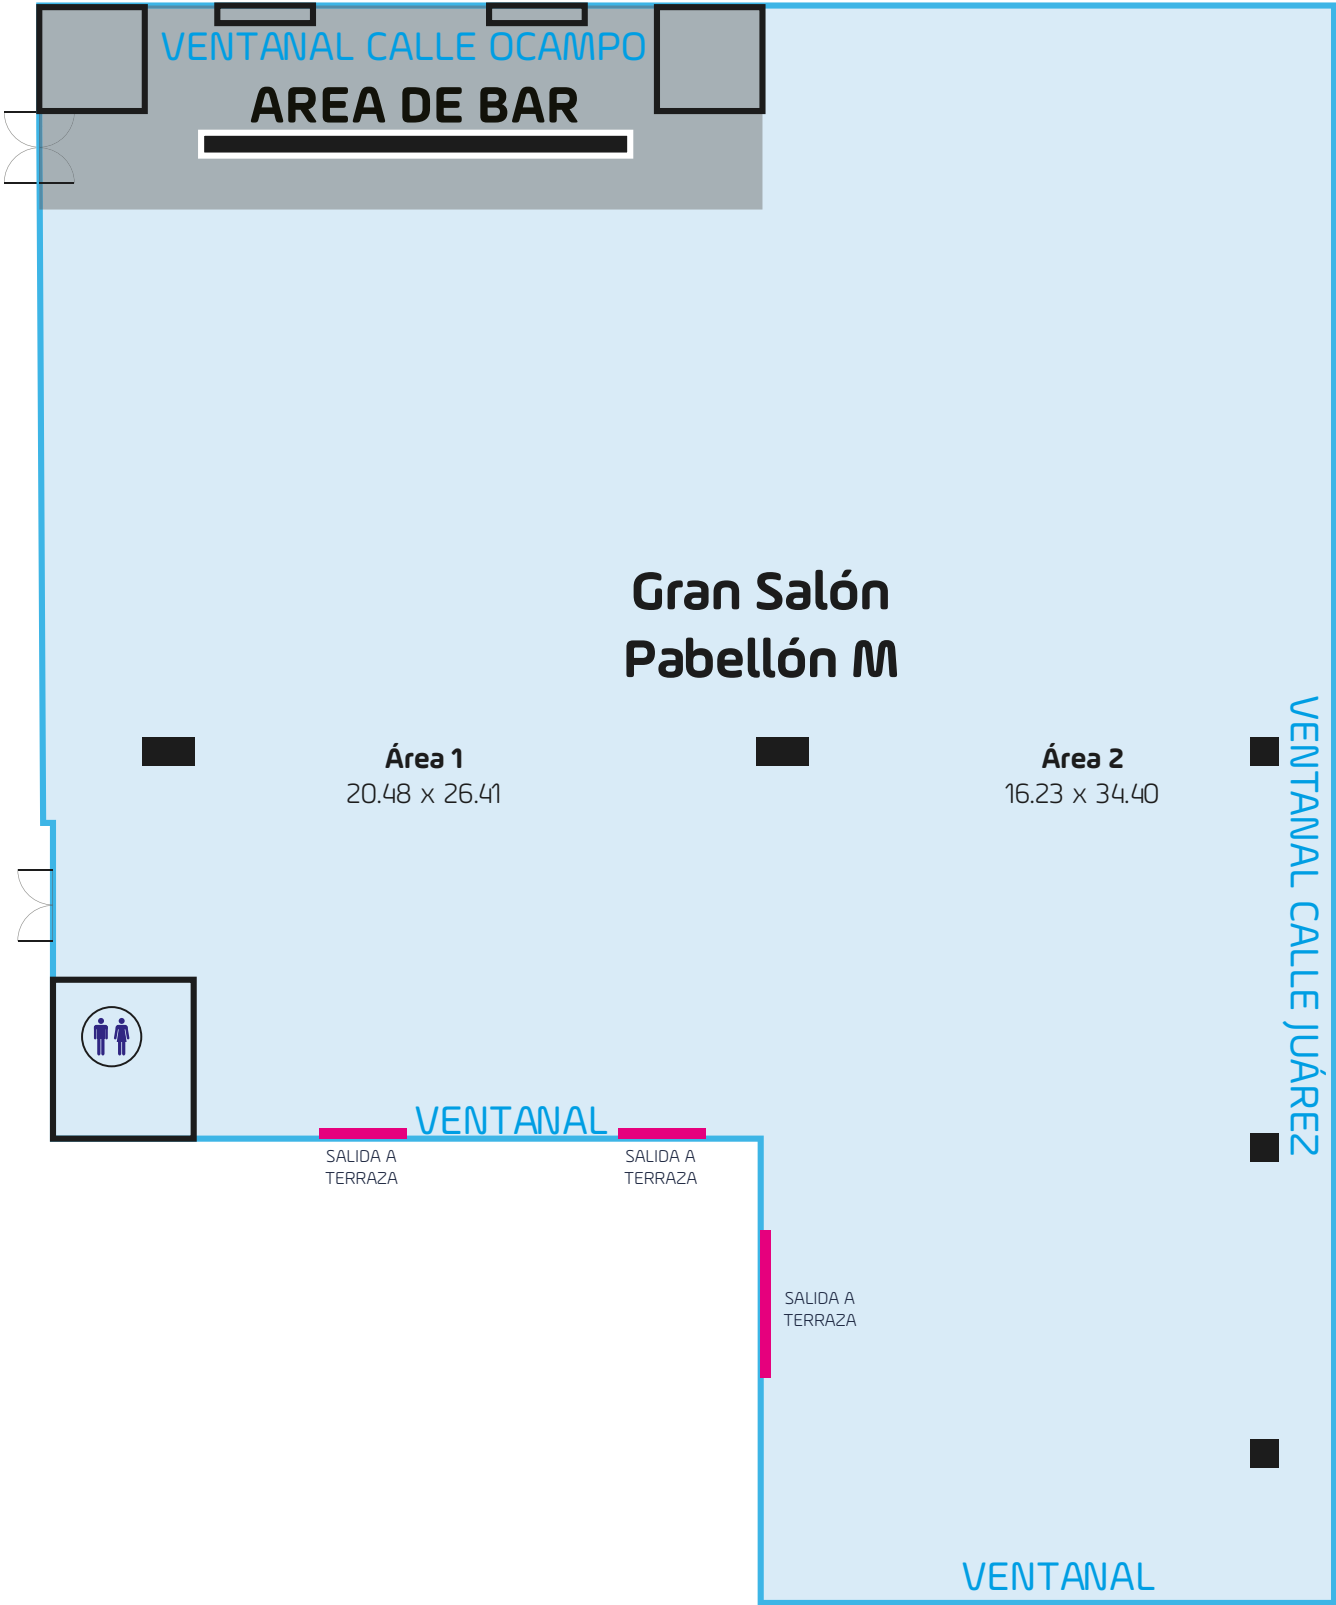 VENTANAL CALLE OCAMPO
AREA DE BAR
Gran Salón
Pabellón M
Área 1
20.48 x 26.41
Área 2
16.23 x 34.40
VENTANAL CALLE JUÁREZ
VENTANAL
SALIDA A
TERRAZA
SALIDA A
TERRAZA
SALIDA A
TERRAZA
VENTANAL